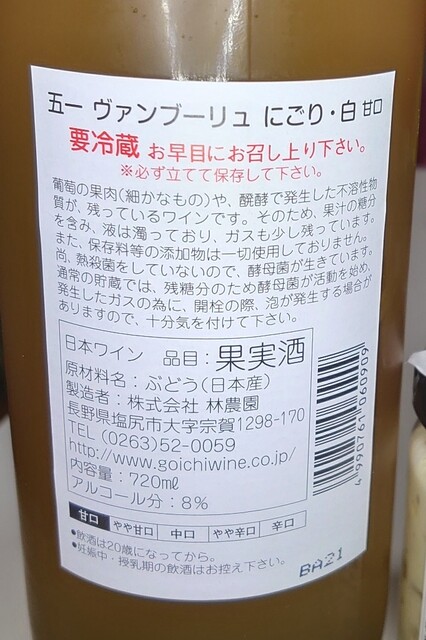 五一 ヴァンブーリュ にごり・白 甘口
要冷蔵 お早目にお召し上り下さい。
※必ず立てて保存して下さい。
葡萄の果肉(細かなもの)や、醗酵で発生した不溶性物
質が、残っているワインです。そのため、果汁の糖分
を含み、液は濁っており、ガスも少し残っています。
また、保存料等の添加物は一切使用しておりません。
尚、熱殺菌をしていないので、酵母菌が生きています。
通常の貯蔵では、残糖分のため酵母菌が活動を始め、
発生したガスの為に、開栓の際、泡が発生する場合が
ありますので、十分気を付けて下さい。
日本ワイン 品目：果実酒
原材料名：ぶどう(日本産)
製造者：株式会社 林農園
長野県塩尻市大字宗賀1298-170
TEL (0263)52-0059
http://www.goichiwine.co.jp/
内容量：720mℓ
アルコール分：8%
4 990761 060909
甘口 やや甘口 中口 やや辛口 辛口
●飲酒は20歳になってから。
●妊娠中・授乳期の飲酒はお控え下さい。
BA21